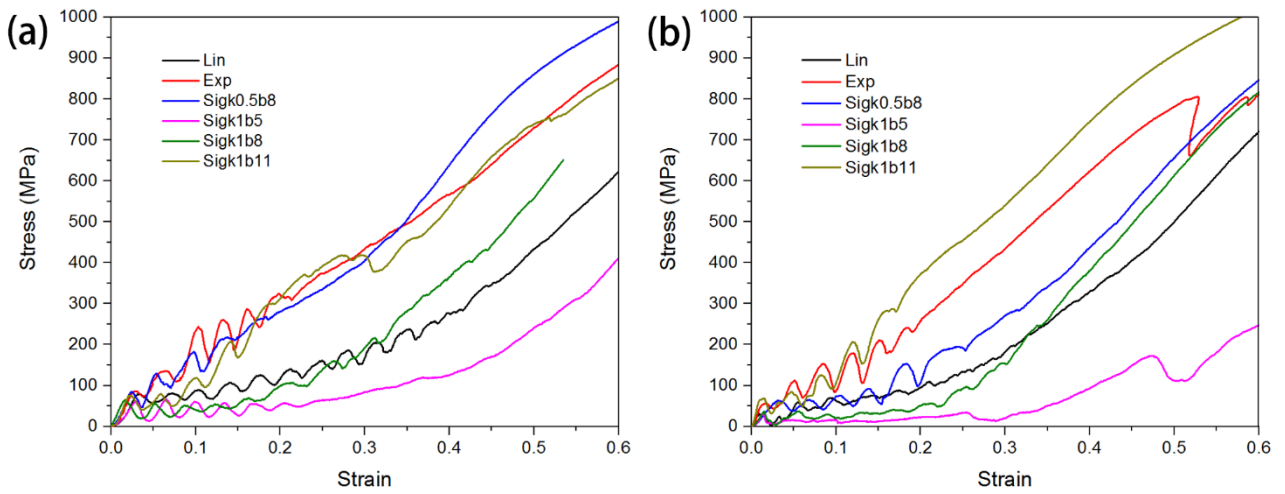 (a)
1000
900
800
700
600
500
400
300
200
100
0
Stress (MPa)
Lin
Exp
Sigk0.5b8
Sigk1b5
Sigk1b8
Sigk1b11
0.0 0.1 0.2 0.3 0.4 0.5 0.6
Strain
(b)
1000
900
800
700
600
500
400
300
200
100
0
Stress (MPa)
Lin
Exp
Sigk0.5b8
Sigk1b5
Sigk1b8
Sigk1b11
0.0 0.1 0.2 0.3 0.4 0.5 0.6
Strain